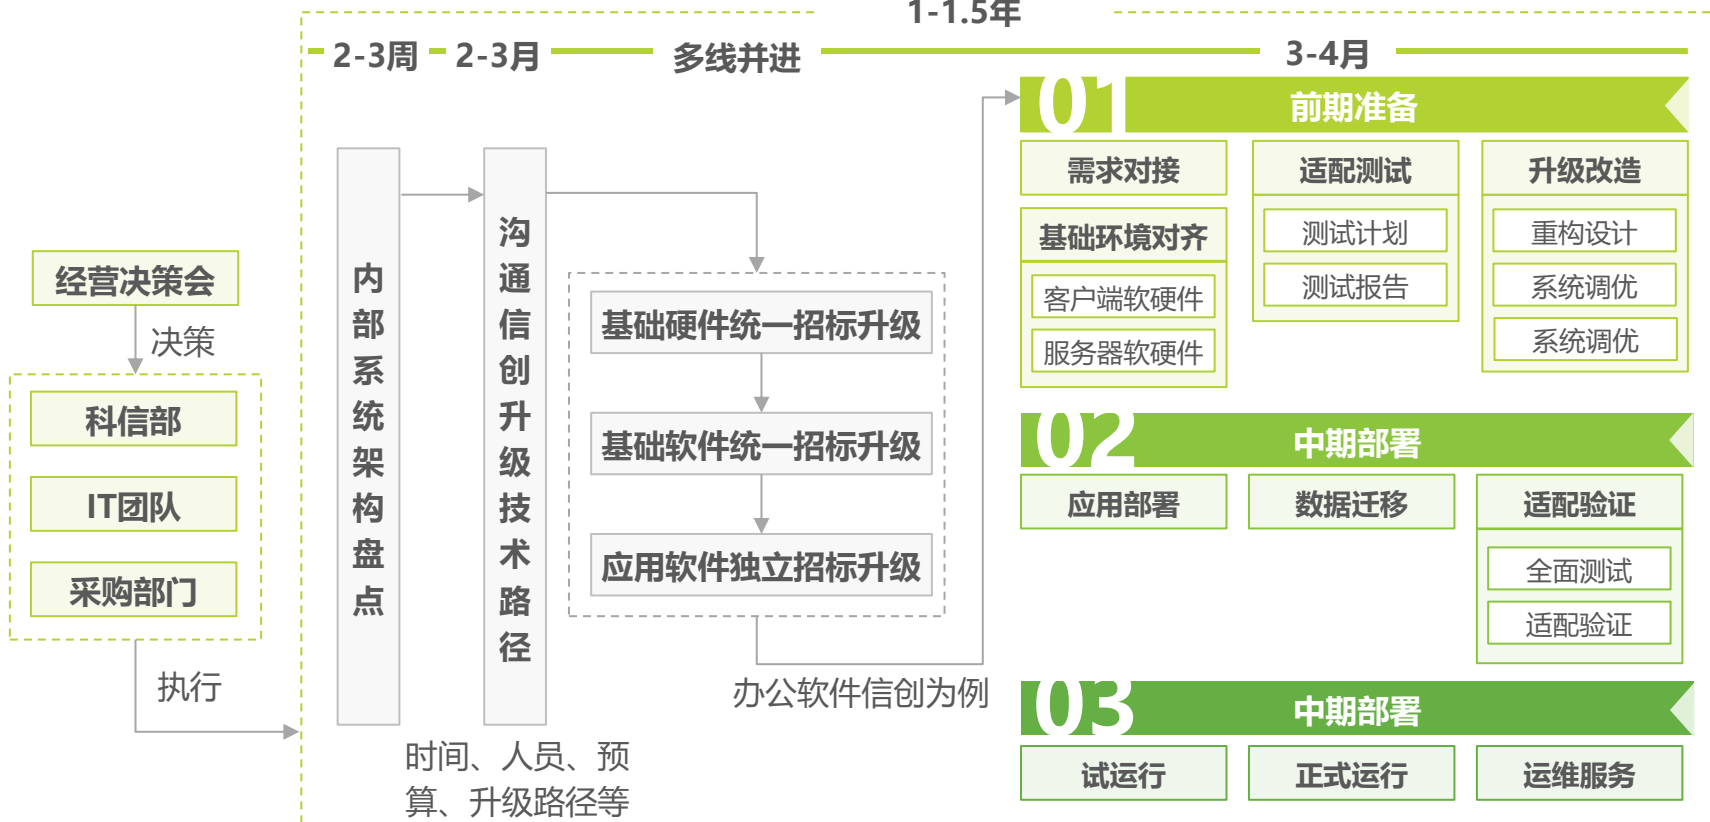 1-1.5年
2-3周
2-3月
多线并进
3-4月
经营决策会
决策
科信部
IT团队
采购部门
执行
内部系统架构盘点
沟通信创升级技术路径
时间、人员、预
算、升级路径等
基础硬件统一招标升级
基础软件统一招标升级
应用软件独立招标升级
办公软件信创为例
01
前期准备
需求对接
基础环境对齐
客户端软硬件
服务器软硬件
适配测试
测试计划
测试报告
升级改造
重构设计
系统调优
系统调优
02
中期部署
应用部署
数据迁移
适配验证
全面测试
适配验证
03
中期部署
试运行
正式运行
运维服务